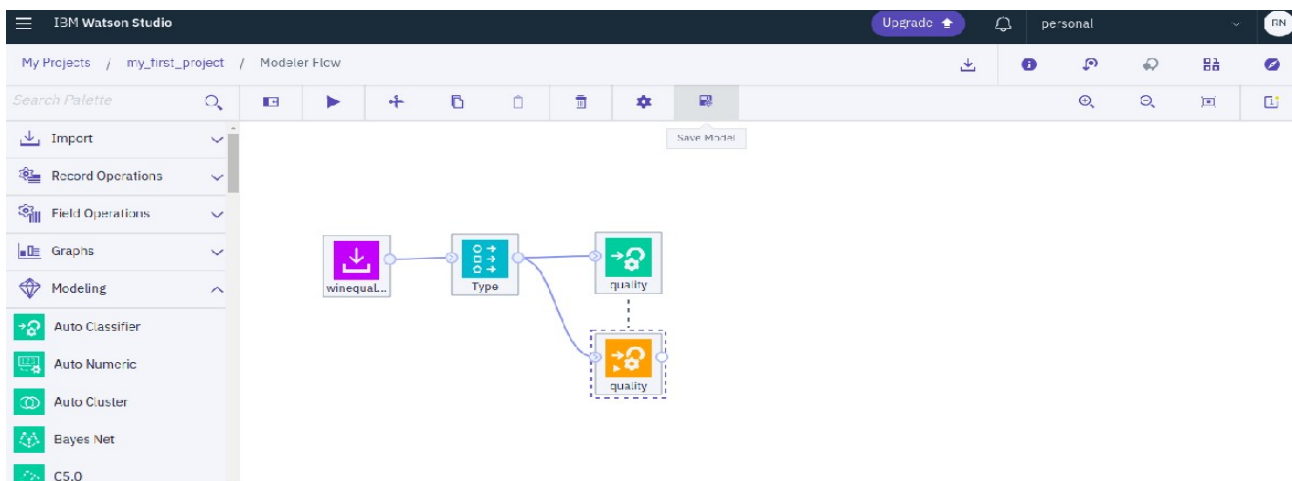 IBM Watson Studio
Upgrade
personal
RN
My Projects / my_first_project / Modeler Flow
Search Palette
Import
Save Model
Record Operations
Field Operations
Graphs
Modeling
winequal...
Type
quality
Auto Classifier
Auto Numeric
quality
Auto Cluster
Bayes Net
C5.0